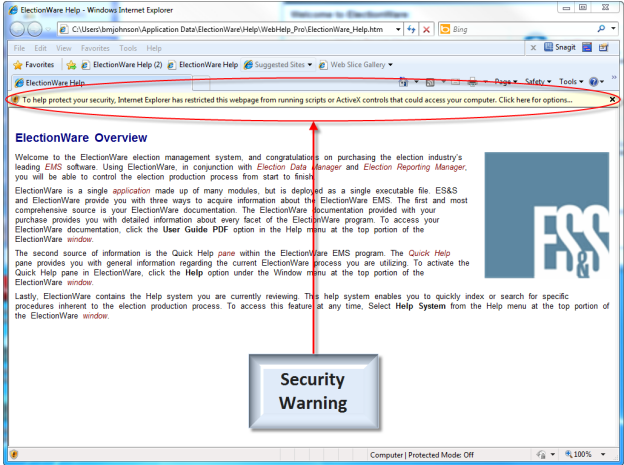 ElectionWare Help - Windows Internet Explorer
C:\Users\bmjohnson\Application Data\ElectionWare\Help\WebHelp_Pro\ElectionWare_Help.htm
Bing
File Edit View Favorites Tools Help
x Snagit
Favorites ElectionWare Help (2) ElectionWare Help Suggested Sites Web Slice Gallery
ElectionWare Help
Page Safety Tools
To help protect your security, Internet Explorer has restricted this webpage from running scripts or ActiveX controls that could access your computer. Click here for options...
ElectionWare Overview
Welcome to the ElectionWare election management system, and congratulations on purchasing the election industry's
leading EMS software. Using ElectionWare, in conjunction with Election Data Manager and Election Reporting Manager,
you will be able to control the election production process from start to finish.
ElectionWare is a single application made up of many modules, but is deployed as a single executable file. ES&S
and ElectionWare provide you with three ways to acquire information about the ElectionWare EMS. The first and most
comprehensive source is your ElectionWare documentation. The ElectionWare documentation provided with your
purchase provides you with detailed information about every facet of the ElectionWare program. To access your
ElectionWare documentation, click the User Guide PDF option in the Help menu at the top portion of the
ElectionWare window.
The second source of information is the Quick Help pane within the ElectionWare EMS program. The Quick Help
pane provides you with general information regarding the current ElectionWare process you are utilizing. To activate the
Quick Help pane in ElectionWare, click the Help option under the Window menu at the top portion of the
ElectionWare window.
Lastly, ElectionWare contains the Help system you are currently reviewing. This help system enables you to quickly index or search for specific
procedures inherent to the election production process. To access this feature at any time, Select Help System from the Help menu at the top portion of
the ElectionWare window.
ES&S
Security
Warning
Computer | Protected Mode: Off
100%